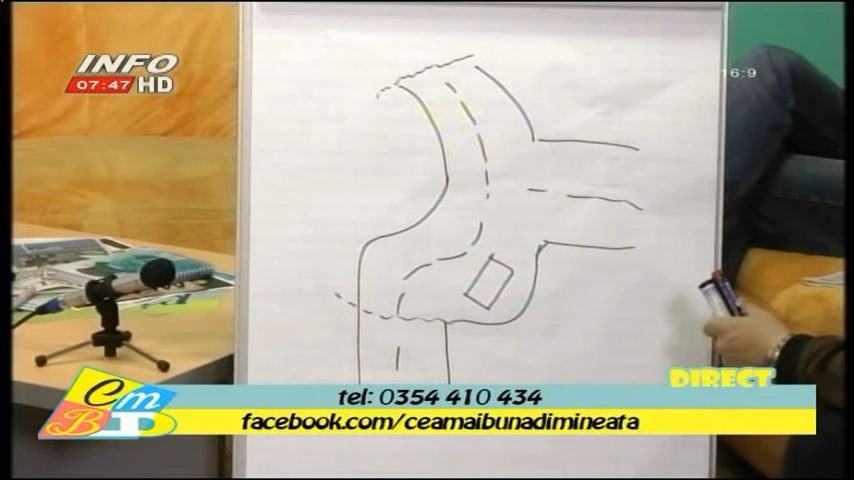 INFO
07:47 HD
16:9
DIRECT
CmBD
tel: 0354 410 434
facebook.com/ceamaibunadimineata